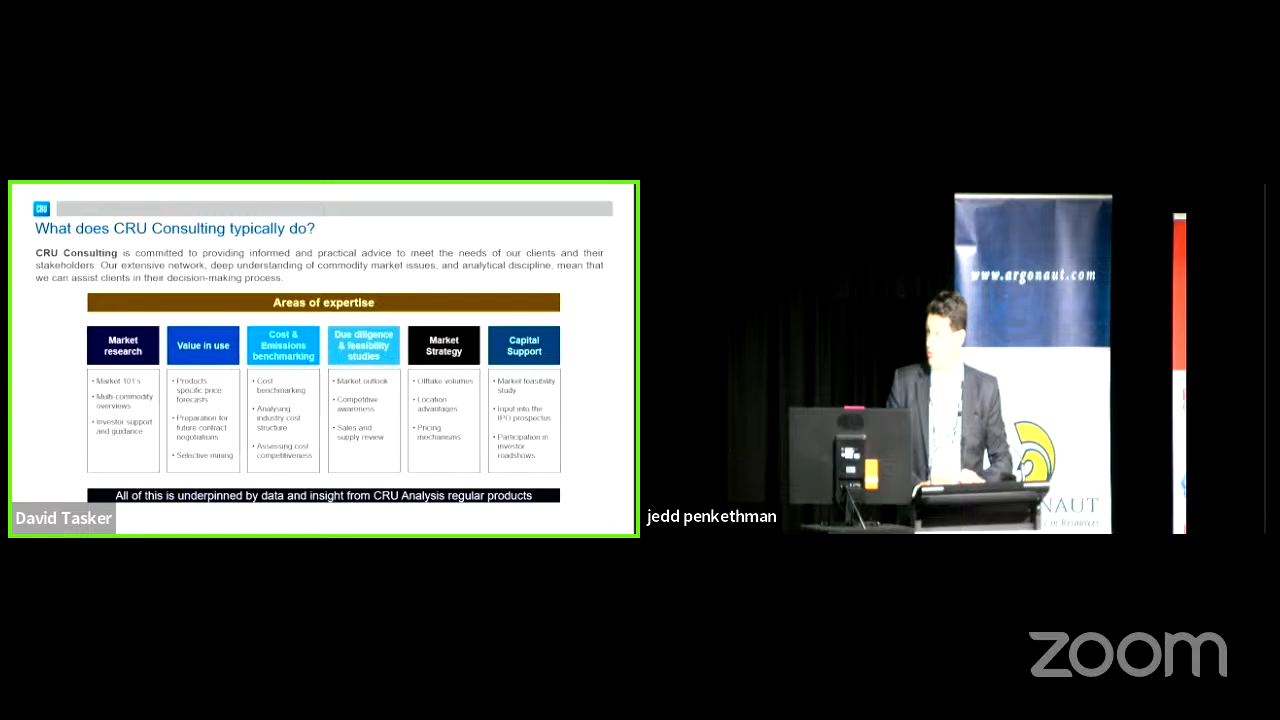 CRU
What does CRU Consulting typically do?
CRU Consulting is committed to providing informed and practical advice to meet the needs of our clients and their
stakeholders. Our extensive network, deep understanding of commodity market issues, and analytical discipline, mean that
we can assist clients in their decision-making process.
Areas of expertise
Market
research
• Market 101's
• Multi-commodity
overviews
• Investor support
and guidance
Value in use
• Products
specific price
forecasts
• Preparation for
future contract
negotiations
• Selective mining
Cost &
Emissions
benchmarking
• Cost
benchmarking
• Analysing
industry cost
structure
• Assessing cost
competitiveness
Due diligence
& feasibility
studies
• Market outlook
• Competitive
awareness
• Sales and
supply review
Market
Strategy
• Offtake volumes
• Location
advantages
• Pricing
mechanisms
Capital
Support
• Market feasibility
study
• Input into the
IPO prospectus
• Participation in
investor
roadshows
All of this is underpinned by data and insight from CRU Analysis regular products
David Tasker
www.argonaut.com
NAUT
in Resources
jedd penkethman
zoom